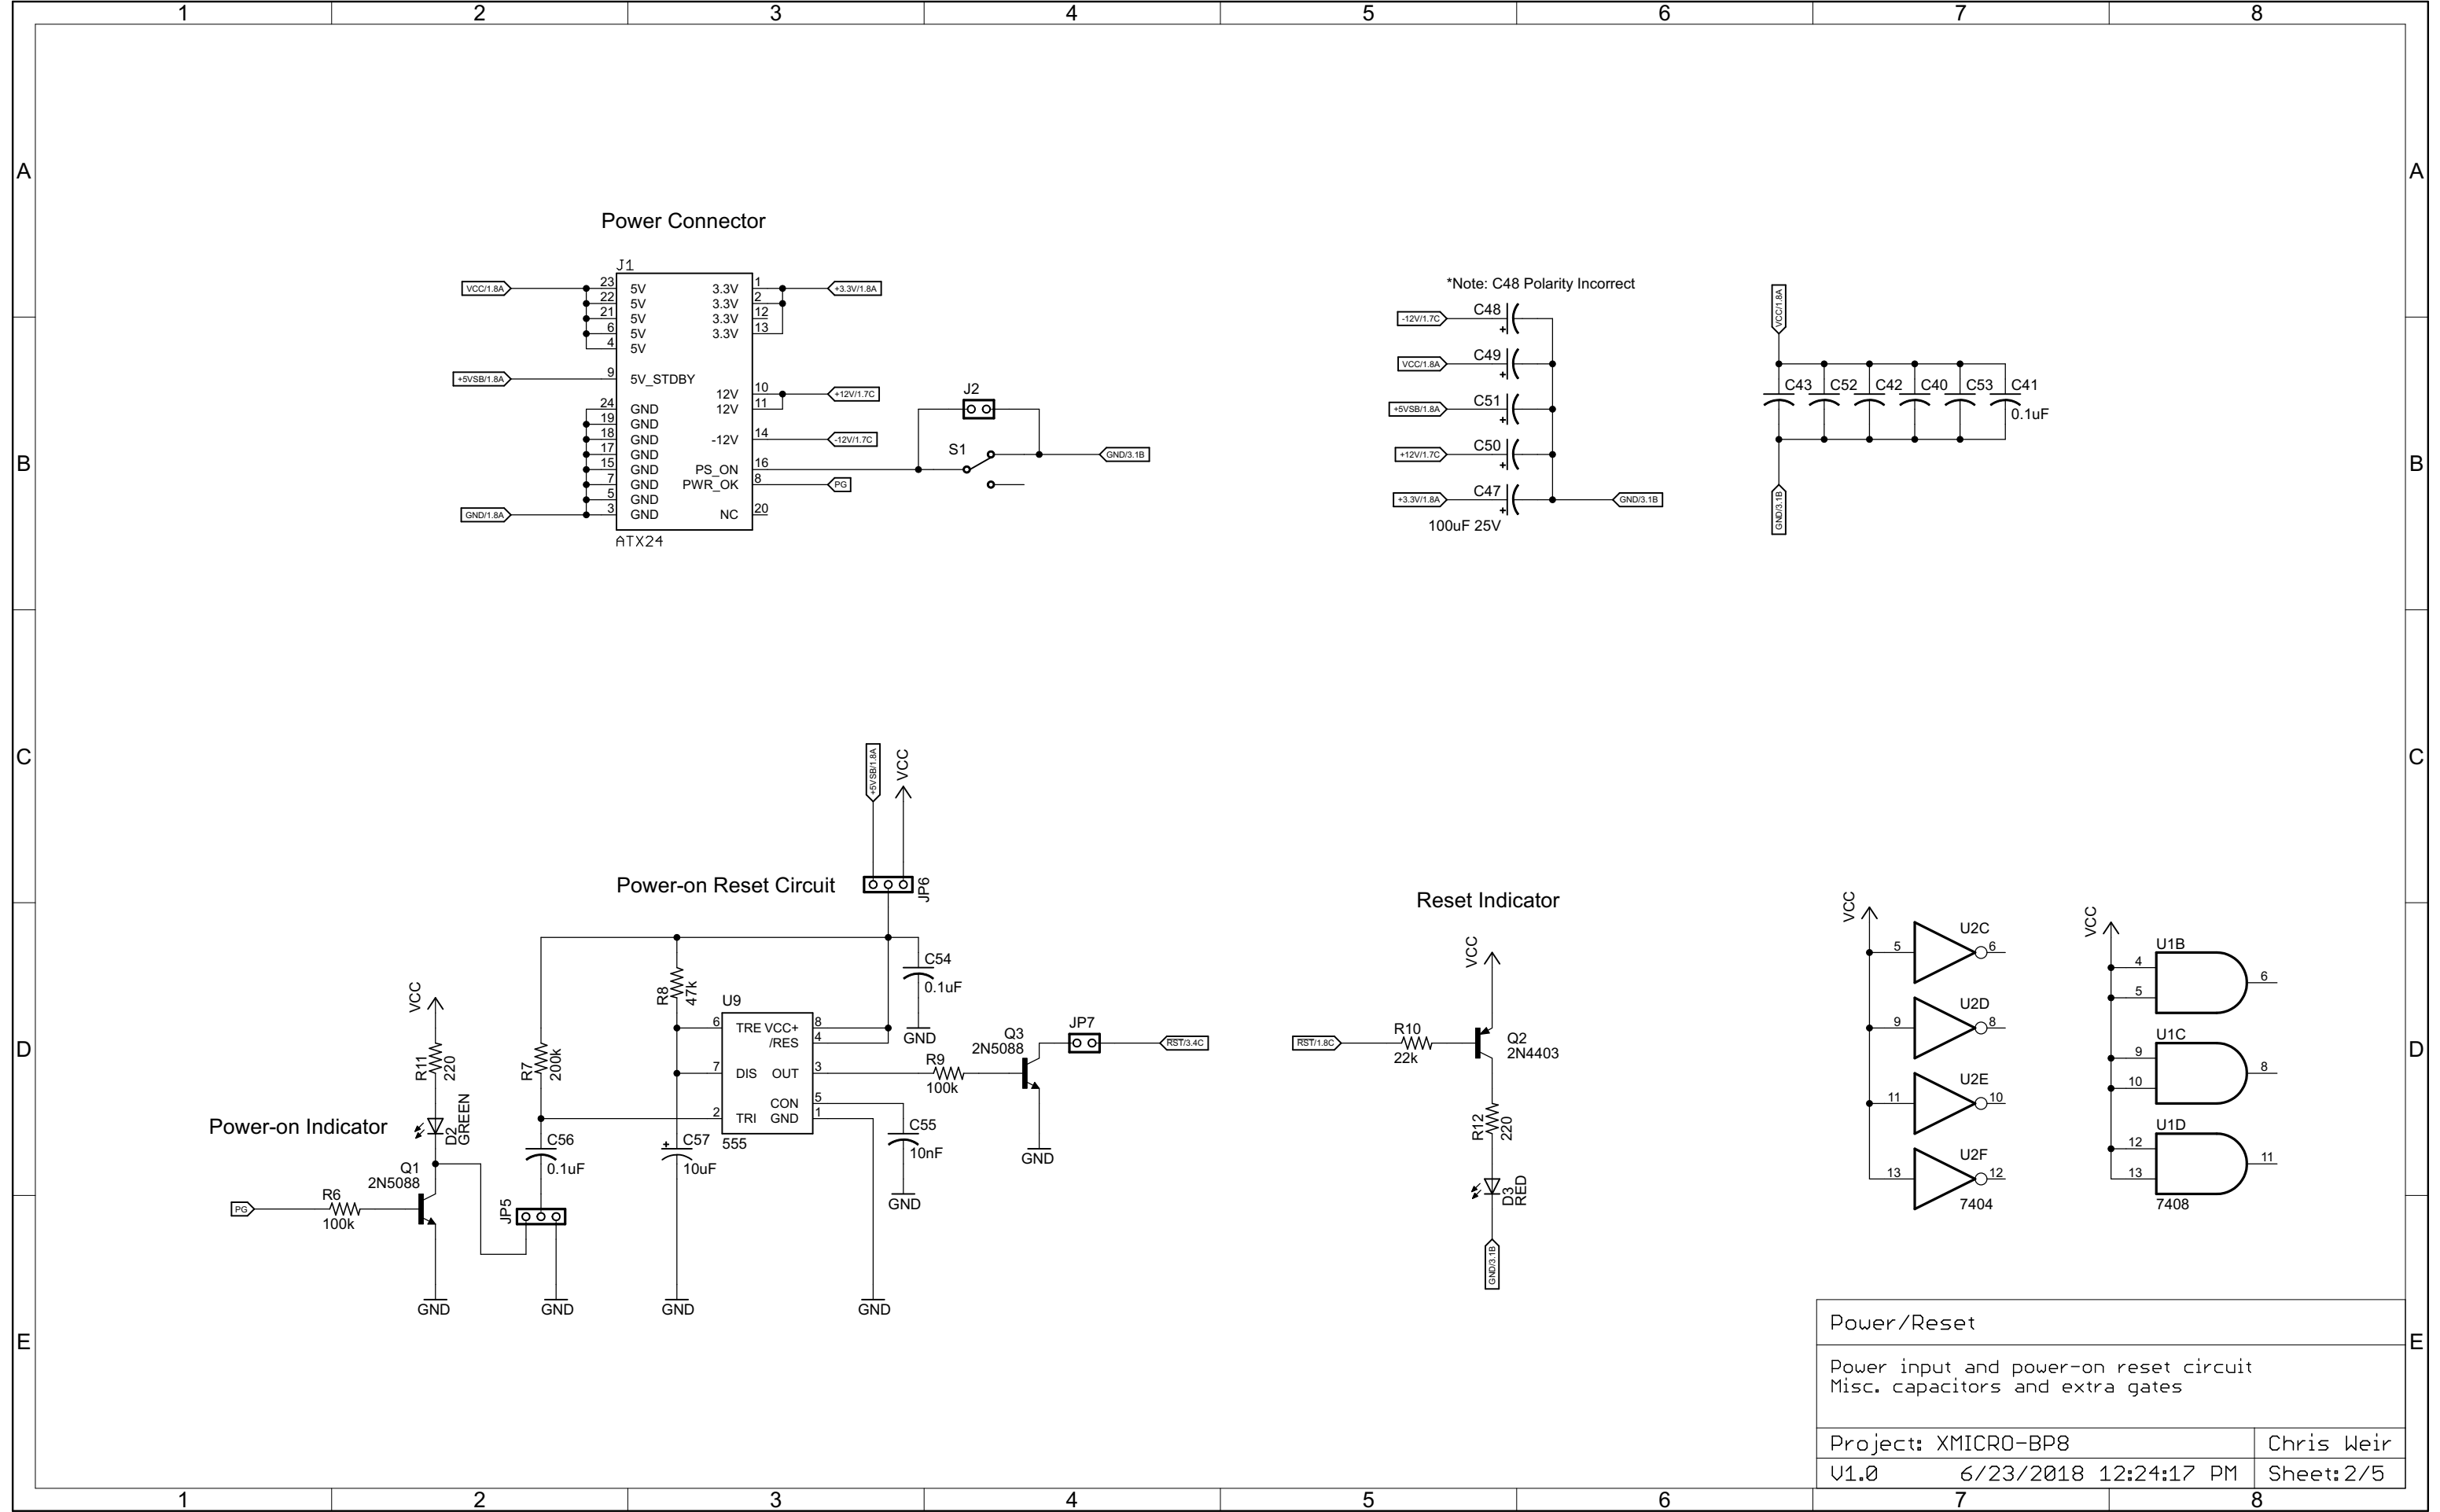 1 2 3 4 5 6 7 8
A A
B B
C C
D D
E E
Power Connector
J1
VCC/1.8A
23 5V 3.3V 1
+3.3V/1.8A
22 5V 3.3V 2
21 5V 3.3V 12
6 5V 3.3V 13
4 5V
+5VSB/1.8A
9 5V_STDBY
12V 10
+12V/1.7C
24 GND 12V 11
19 GND
18 GND -12V 14
-12V/1.7C
17 GND
15 GND PS_ON 16
7 GND PWR_OK 8
PG
5 GND
GND/1.8A
3 GND NC 20
ATX24
J2
S1
GND/3.1B
*Note: C48 Polarity Incorrect
-12V/1.7C
C48
+
VCC/1.8A
C49
+
+5VSB/1.8A
C51
+
+12V/1.7C
C50
+
+3.3V/1.8A
C47
+
GND/3.1B
100uF 25V
VCC/1.8A
C43 C52 C42 C40 C53 C41
0.1uF
GND/3.1B
+5VSB/1.8A
VCC
Power-on Reset Circuit
JP6
VCC
R11
220
D2
GREEN
Power-on Indicator
Q1
2N5088
PG
R6
100k
GND
R7
200k
C56
0.1uF
JP5
GND
R8
47k
+
C57
10uF
GND
U9
6 TRE VCC+ 8
/RES 4
7 DIS OUT 3
CON 5
2 TRI GND 1
555
GND
C54
0.1uF
GND
C55
10nF
GND
R9
100k
Q3
2N5088
GND
JP7
RST/3.4C
Reset Indicator
VCC
RST/1.8C
R10
22k
Q2
2N4403
R12
220
D3
RED
GND/3.1B
VCC
U2C
5 6
U2D
9 8
U2E
11 10
U2F
13 12
7404
VCC
U1B
4
5
6
U1C
9
10
8
U1D
12
13
11
7408
Power/Reset
Power input and power-on reset circuit
Misc. capacitors and extra gates
Project: XMICRO-BP8 Chris Weir
V1.0 6/23/2018 12:24:17 PM Sheet: 2/5
1 2 3 4 5 6 7 8